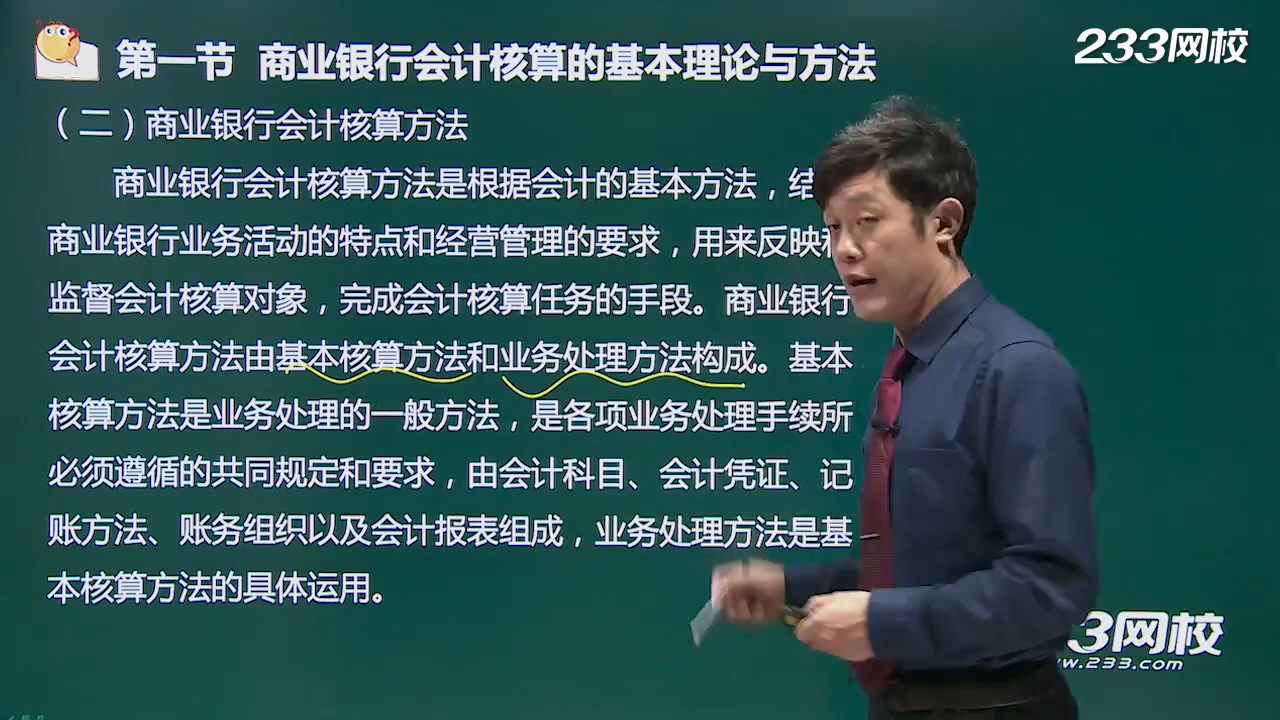 第一节 商业银行会计核算的基本理论与方法
233网校
（二）商业银行会计核算方法
商业银行会计核算方法是根据会计的基本方法，结
商业银行业务活动的特点和经营管理的要求，用来反映
监督会计核算对象，完成会计核算任务的手段。商业银行
会计核算方法由基本核算方法和业务处理方法构成。基本
核算方法是业务处理的一般方法，是各项业务处理手续所
必须遵循的共同规定和要求，由会计科目、会计凭证、记
账方法、账务组织以及会计报表组成，业务处理方法是基
本核算方法的具体运用。
3网校
w.233.com